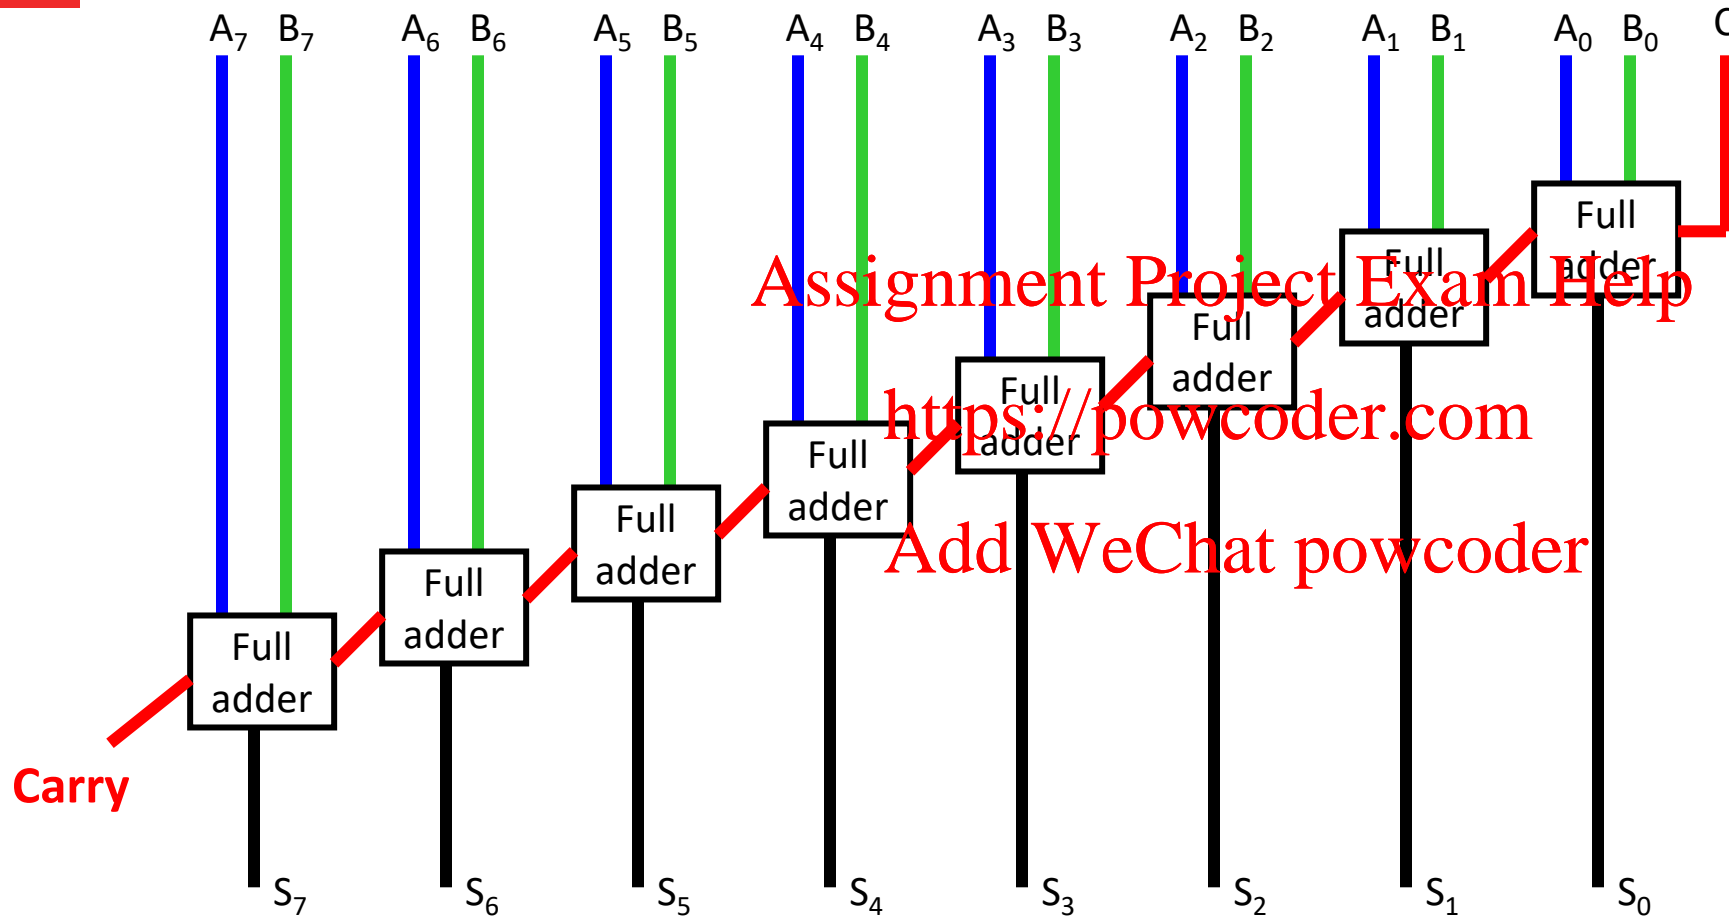 A₇ B₇ A₆ B₆ A₅ B₅ A₄ B₄ A₃ B₃ A₂ B₂ A₁ B₁ A₀ B₀
Full
adder
Full
adder
Full
adder
Full
adder
Full
adder
Full
adder
Full
adder
Full
adder
Assignment Project Exam Help
https://powcoder.com
Add WeChat powcoder
Carry
S₇ S₆ S₅ S₄ S₃ S₂ S₁ S₀